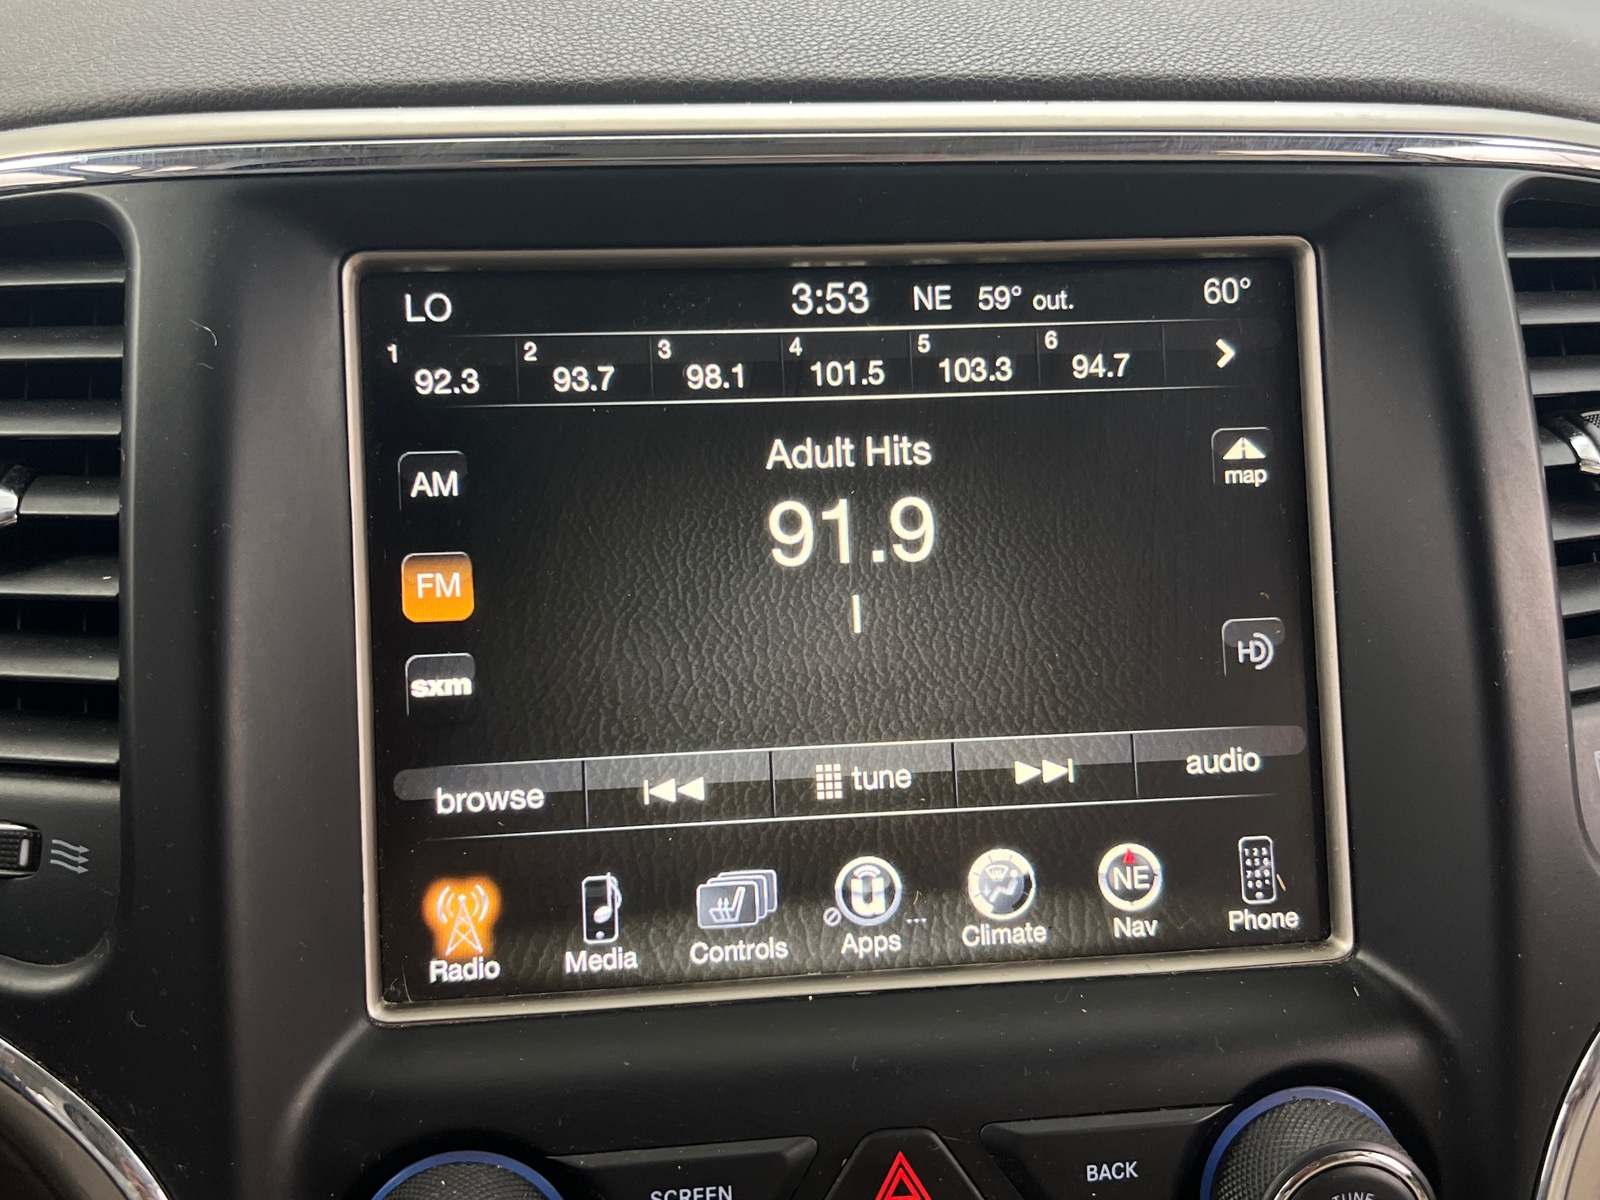 LO 3:53 NE 59° out. 60°
1 92.3 2 93.7 3 98.1 4 101.5 5 103.3 6 94.7
Adult Hits
91.9
AM
FM
sxm
map
HD
browse tune audio
Radio Media Controls Apps ... Climate NE Nav Phone
SCREEN BACK
TUNE